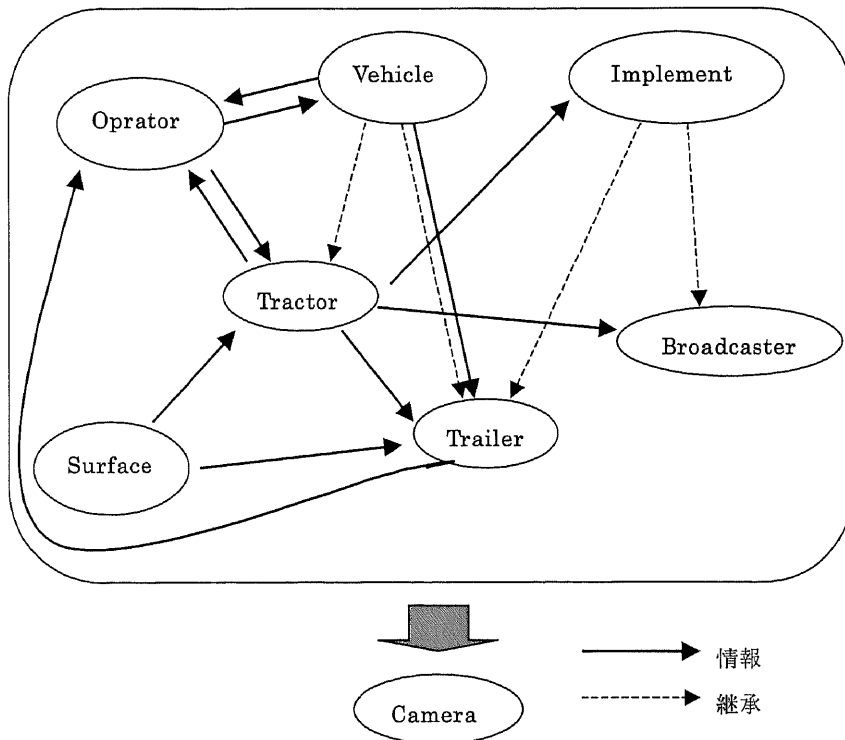 Vehicle
Implement
Oprator
Tractor
Broadcaster
Trailer
Surface
情報
継承
Camera